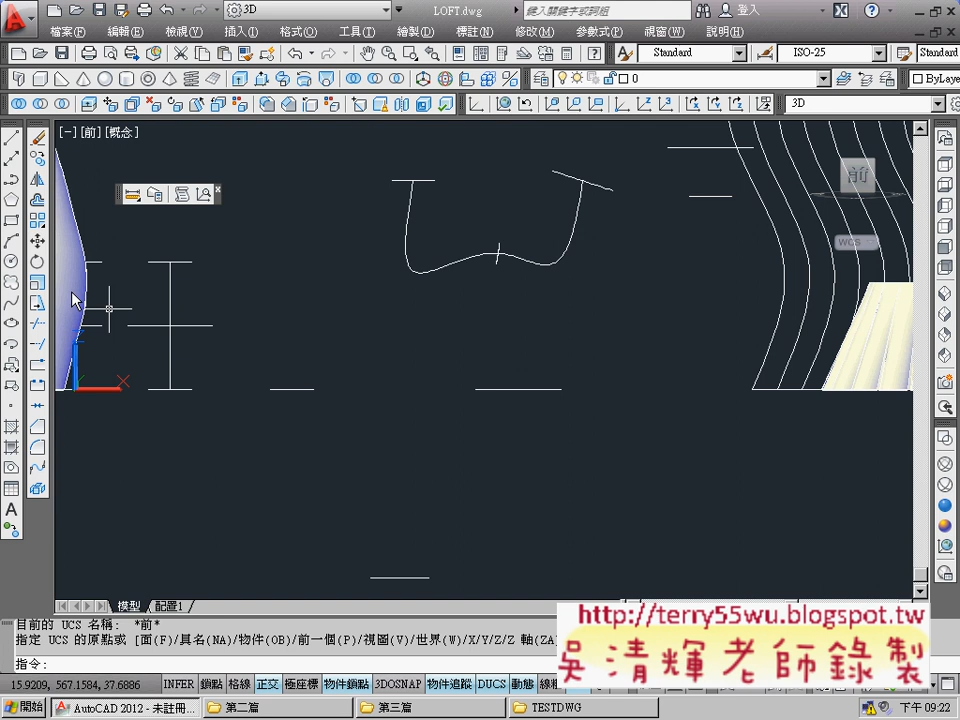 3D
LOFT.dwg
鍵入關鍵字或詞組
登入
檔案(F)
編輯(E)
檢視(V)
插入(I)
格式(O)
工具(T)
繪製(D)
標註(N)
修改(M)
參數式(P)
視窗(W)
說明(H)
Standard
ISO-25
Standard
0
ByLaye
3D
[-][前][概念]
前
WCS
X
模型
配置1
目前的 UCS 名稱: *前*
指定 UCS 的原點或 [面(F)/具名(NA)/物件(OB)/前一個(P)/視圖(V)/世界(W)/X/Y/Z/Z 軸(ZA)
指令:
http://terry55wu.blogspot.tw
吳清輝老師錄製
15.9209, 567.1584, 37.6886
INFER
鎖點
格線
正交
極座標
物件鎖點
3DOSNAP
物件追蹤
DUCS
動態
線粗
開始
AutoCAD 2012 - 未註冊...
第二篇
第三篇
TESTDWG
下午 09:22